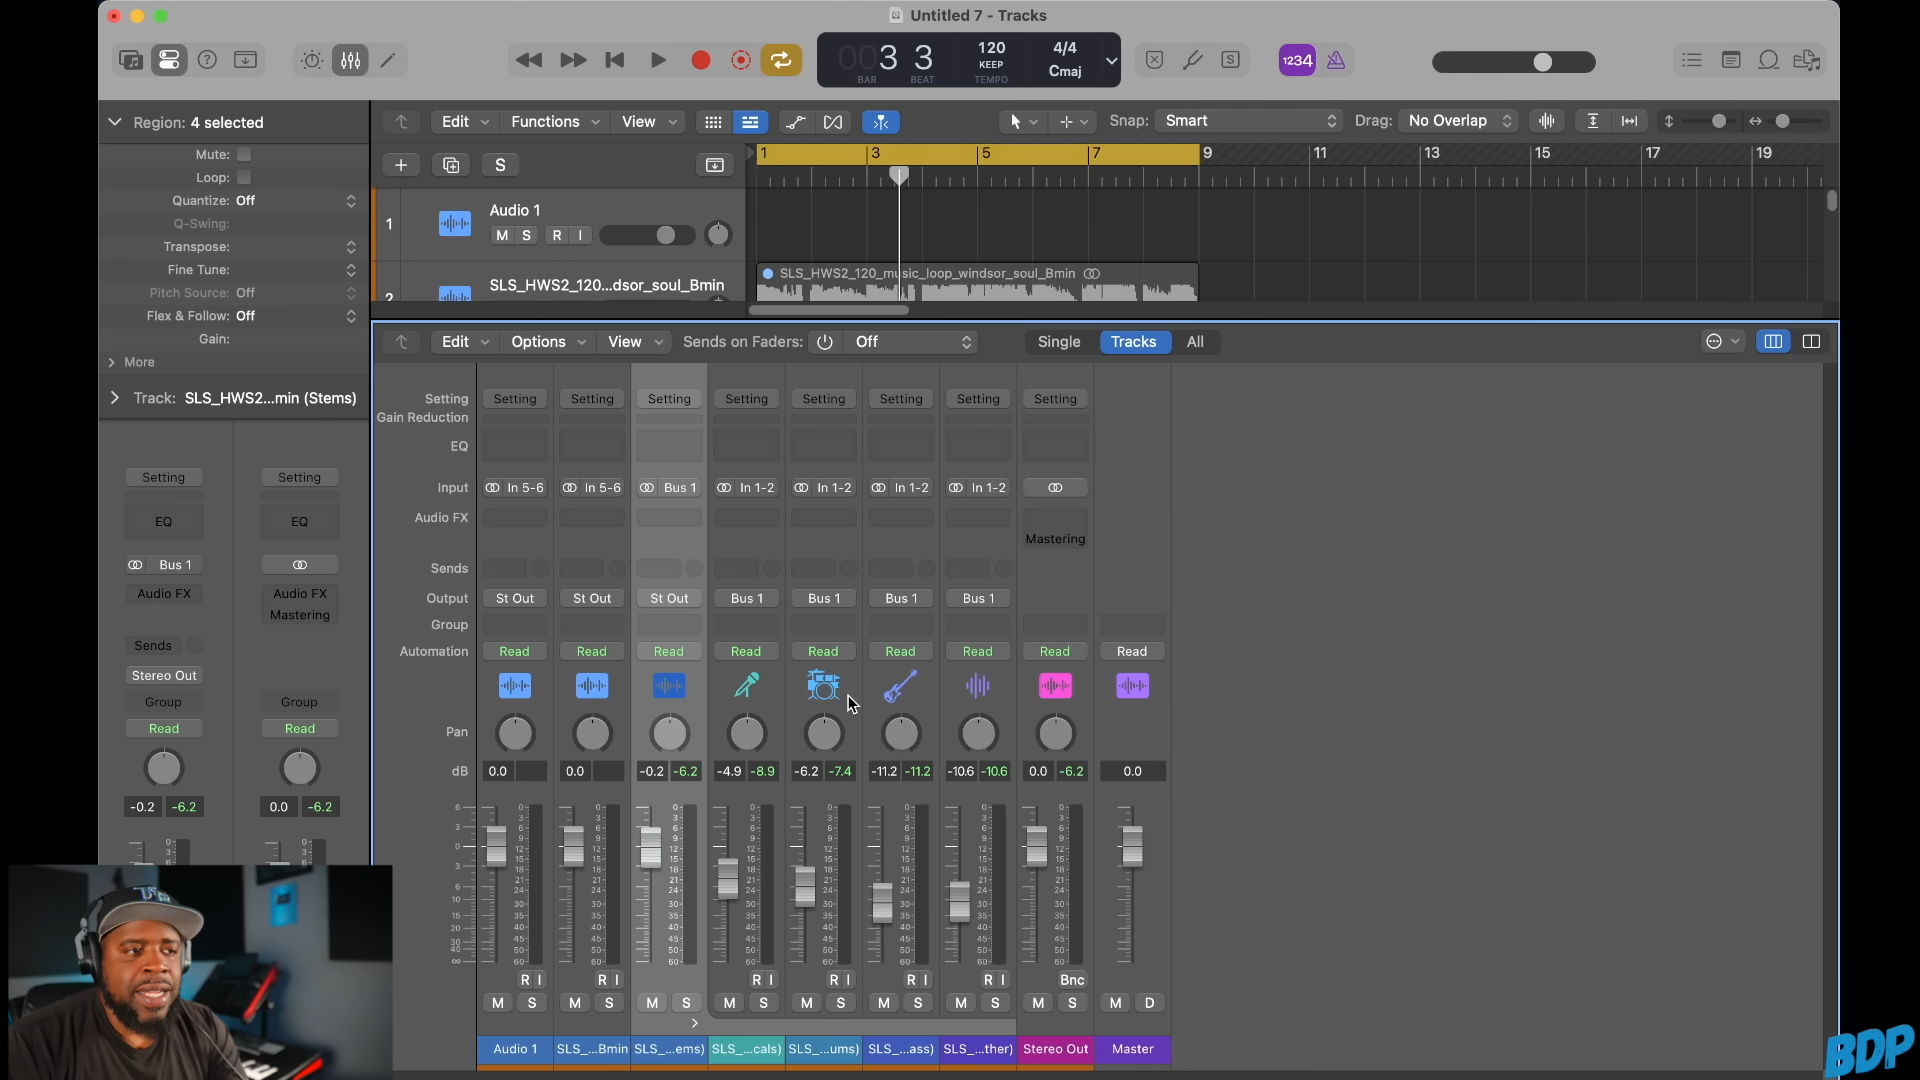 Untitled 7 - Tracks
1234
00 3 3
BAR BEAT
120
KEEP
TEMPO
4/4
Cmaj
S
Region: 4 selected
Mute:
Loop:
Quantize: Off
Q-Swing:
Transpose:
Fine Tune:
Pitch Source: Off
Flex & Follow: Off
Gain:
More
Track: SLS_HWS2...min (Stems)
Setting Setting
EQ EQ
Bus 1
Audio FX Audio FX
Mastering
Sends
Stereo Out
Group Group
Read Read
-0.2 -6.2 0.0 -6.2
Edit Functions View
Snap: Smart
Drag: No Overlap
S
1 3 5 7 9 11 13 15 17 19
1 Audio 1
M S R I
2 SLS_HWS2_120...dsor_soul_Bmin
SLS_HWS2_120_music_loop_windsor_soul_Bmin
Edit Options View Sends on Faders: Off Single Tracks All
Setting Setting Setting Setting Setting Setting Setting Setting Setting
Gain Reduction
EQ
Input In 5-6 In 5-6 Bus 1 In 1-2 In 1-2 In 1-2 In 1-2
Audio FX
Mastering
Sends
Output St Out St Out St Out Bus 1 Bus 1 Bus 1 Bus 1
Group
Automation Read Read Read Read Read Read Read Read Read
Pan
dB 0.0 0.0 -0.2 -6.2 -4.9 -8.9 -6.2 -7.4 -11.2 -11.2 -10.6 -10.6 0.0 -6.2 0.0
R I R I R I R I R I R I Bnc
M S M S M S M S M S M S M S M S M D
Audio 1 SLS_...Bmin SLS_...ems) SLS_...cals) SLS_...ums) SLS_...ass) SLS_...ther) Stereo Out Master
BDP